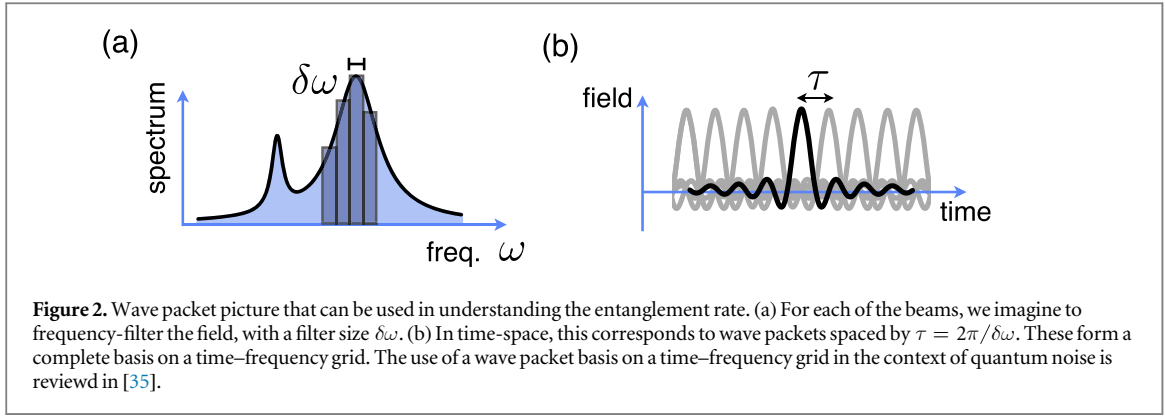 (a)
δω
spectrum
freq. ω
(b)
τ
field
time
Figure 2. Wave packet picture that can be used in understanding the entanglement rate. (a) For each of the beams, we imagine to
frequency-filter the field, with a filter size δω. (b) In time-space, this corresponds to wave packets spaced by τ = 2π/δω. These form a
complete basis on a time–frequency grid. The use of a wave packet basis on a time–frequency grid in the context of quantum noise is
reviewd in [35].